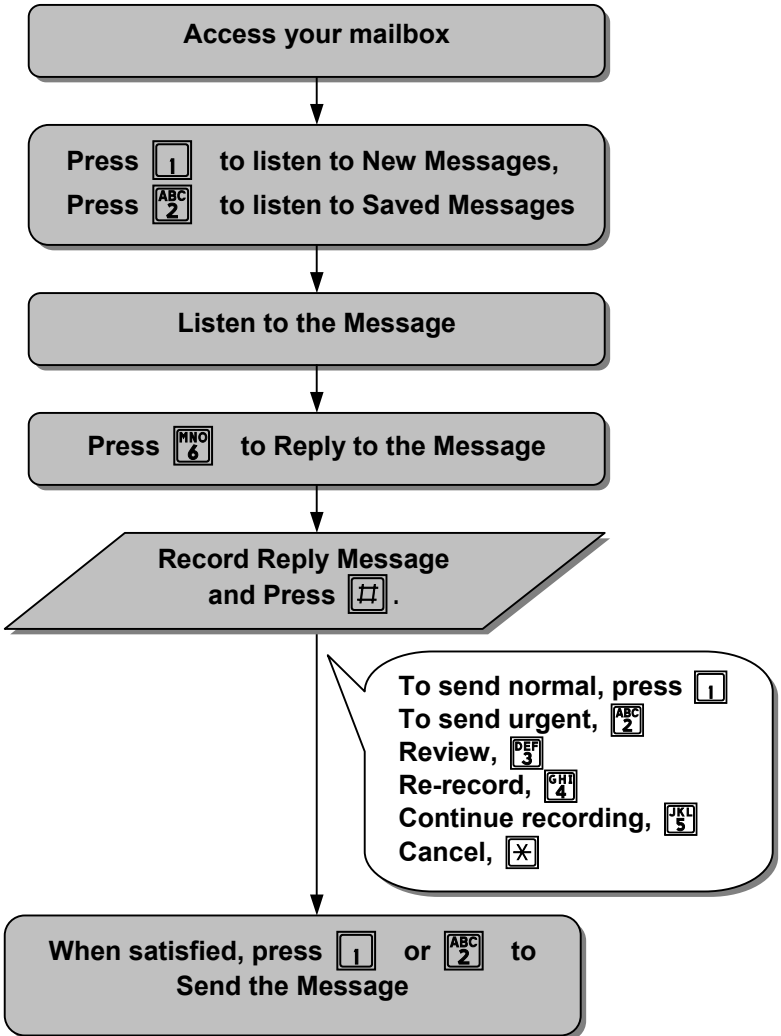 Access your mailbox
Press 1 to listen to New Messages,
Press ABC 2 to listen to Saved Messages
Listen to the Message
Press MNO 6 to Reply to the Message
Record Reply Message
and Press #.
To send normal, press 1
To send urgent, ABC 2
Review, DEF 3
Re-record, GHI 4
Continue recording, JKL 5
Cancel, *
When satisfied, press 1 or ABC 2 to
Send the Message